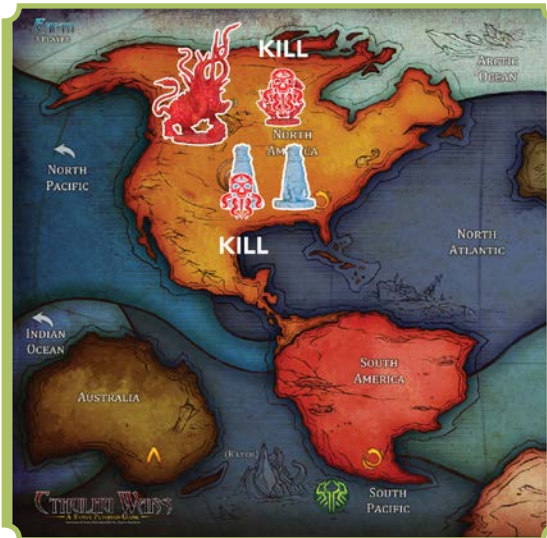 KILL
ARCTIC
OCEAN
NORTH
AMERICA
NORTH
PACIFIC
NORTH
ATLANTIC
KILL
INDIAN
OCEAN
SOUTH
AMERICA
AUSTRALIA
(R'LYEH)
SOUTH
PACIFIC
CTHULHU WARS